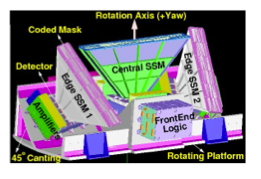 Rotation Axis (+Yaw)
Coded Mask
Detector
Central SSM
Edge SSM 1
Edge SSM 2
Amplifier
FrontEnd
Logic
45° Canting
Rotating Platform